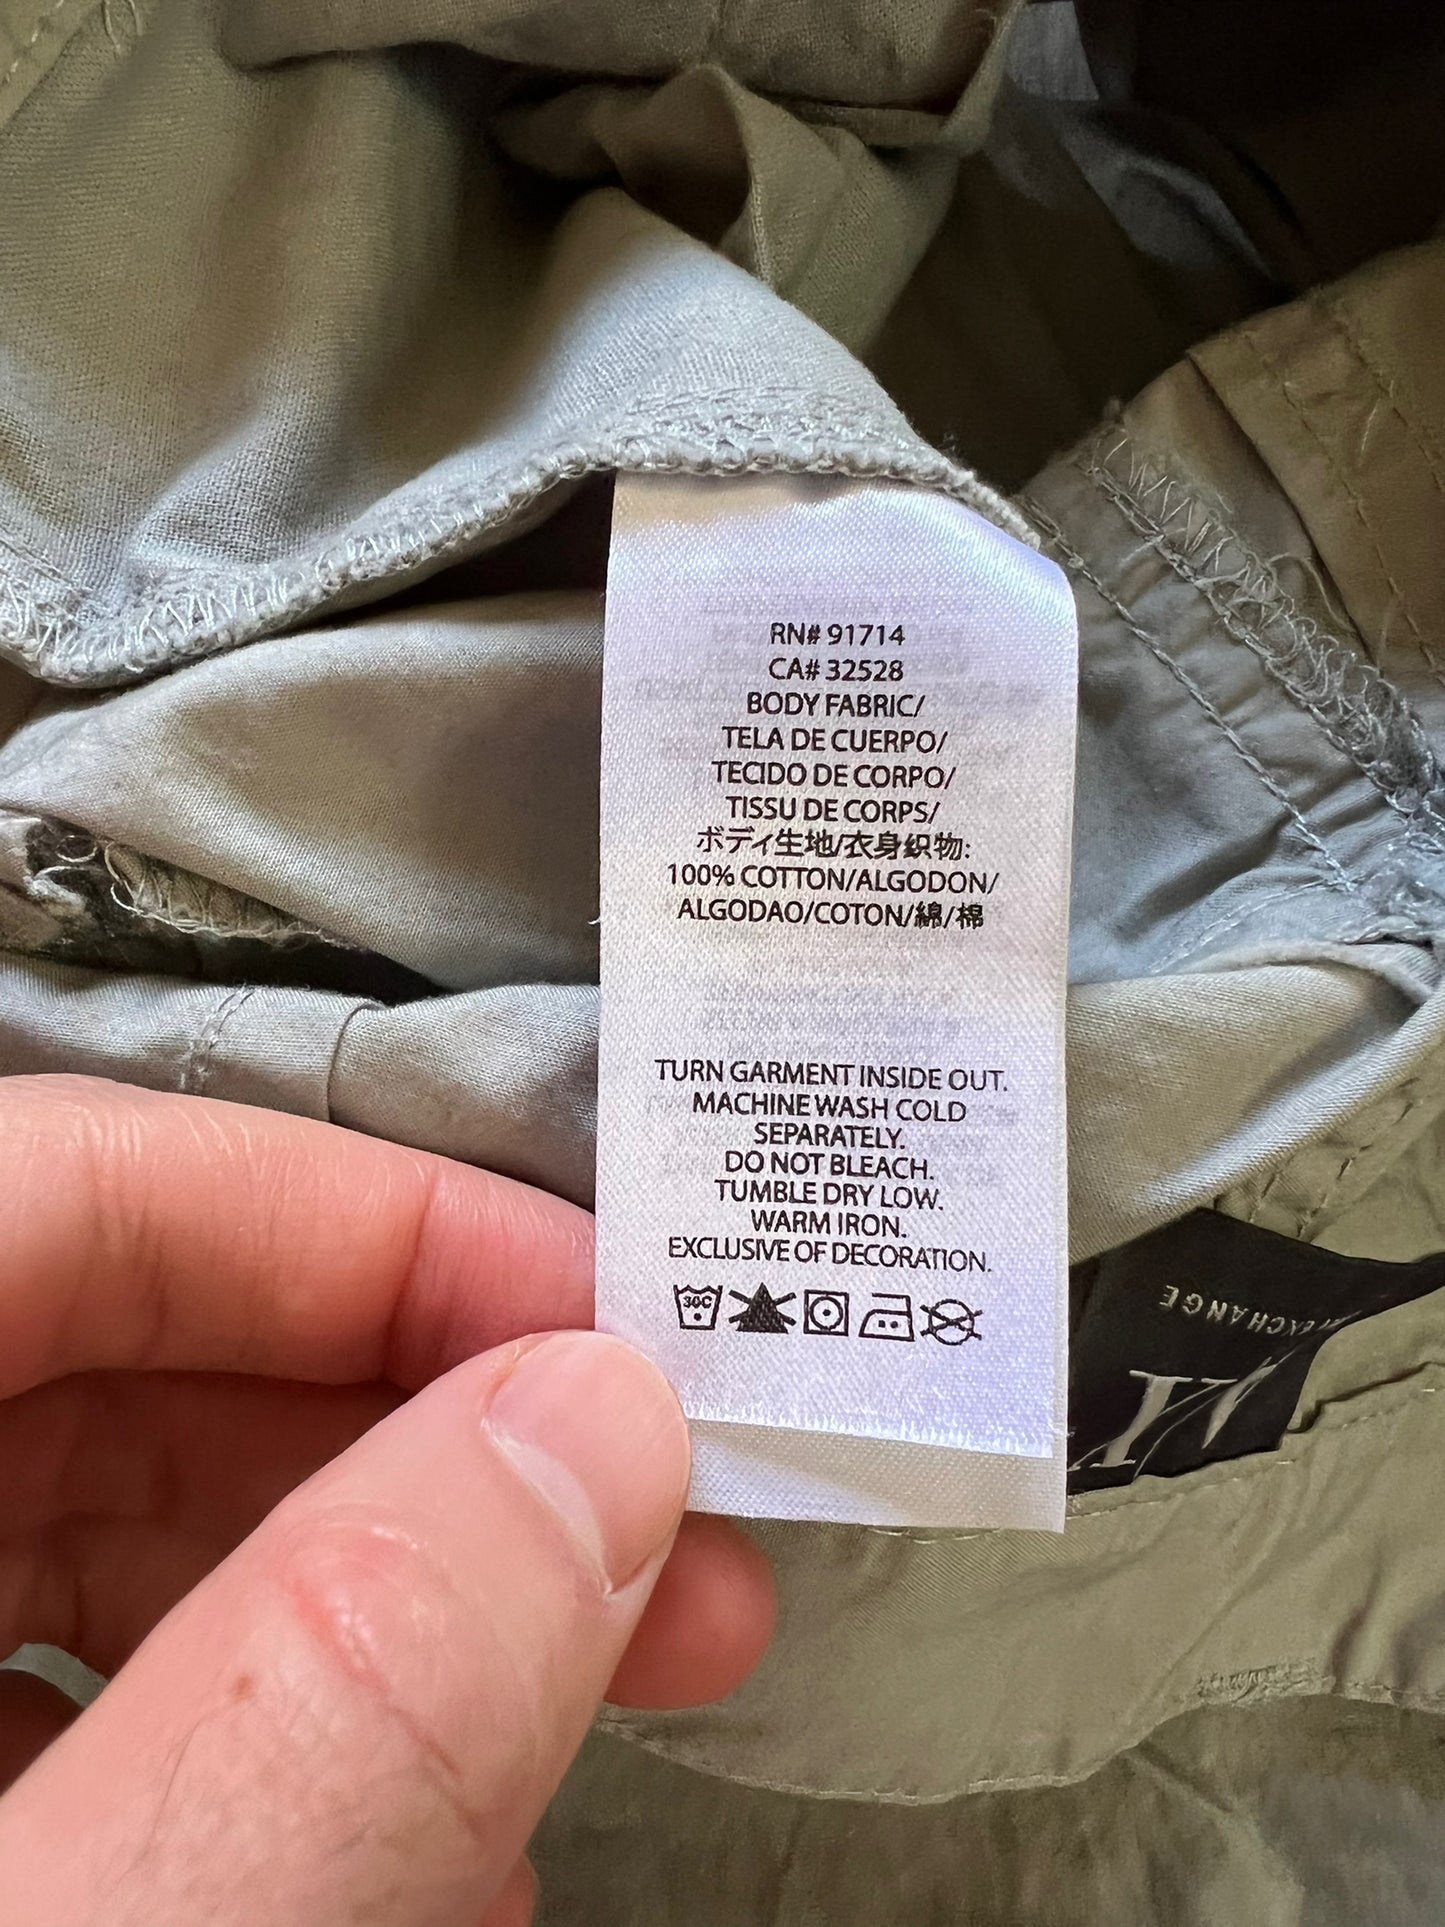 RN# 91714
CA# 32528
BODY FABRIC/
TELA DE CUERPO/
TECIDO DE CORPO/
TISSU DE CORPS/
ボディ生地/衣身织物:
100% COTTON/ALGODON/
ALGODAO/COTON/綿/棉
TURN GARMENT INSIDE OUT.
MACHINE WASH COLD
SEPARATELY.
DO NOT BLEACH.
TUMBLE DRY LOW.
WARM IRON.
EXCLUSIVE OF DECORATION.
30C
EXCHANGE